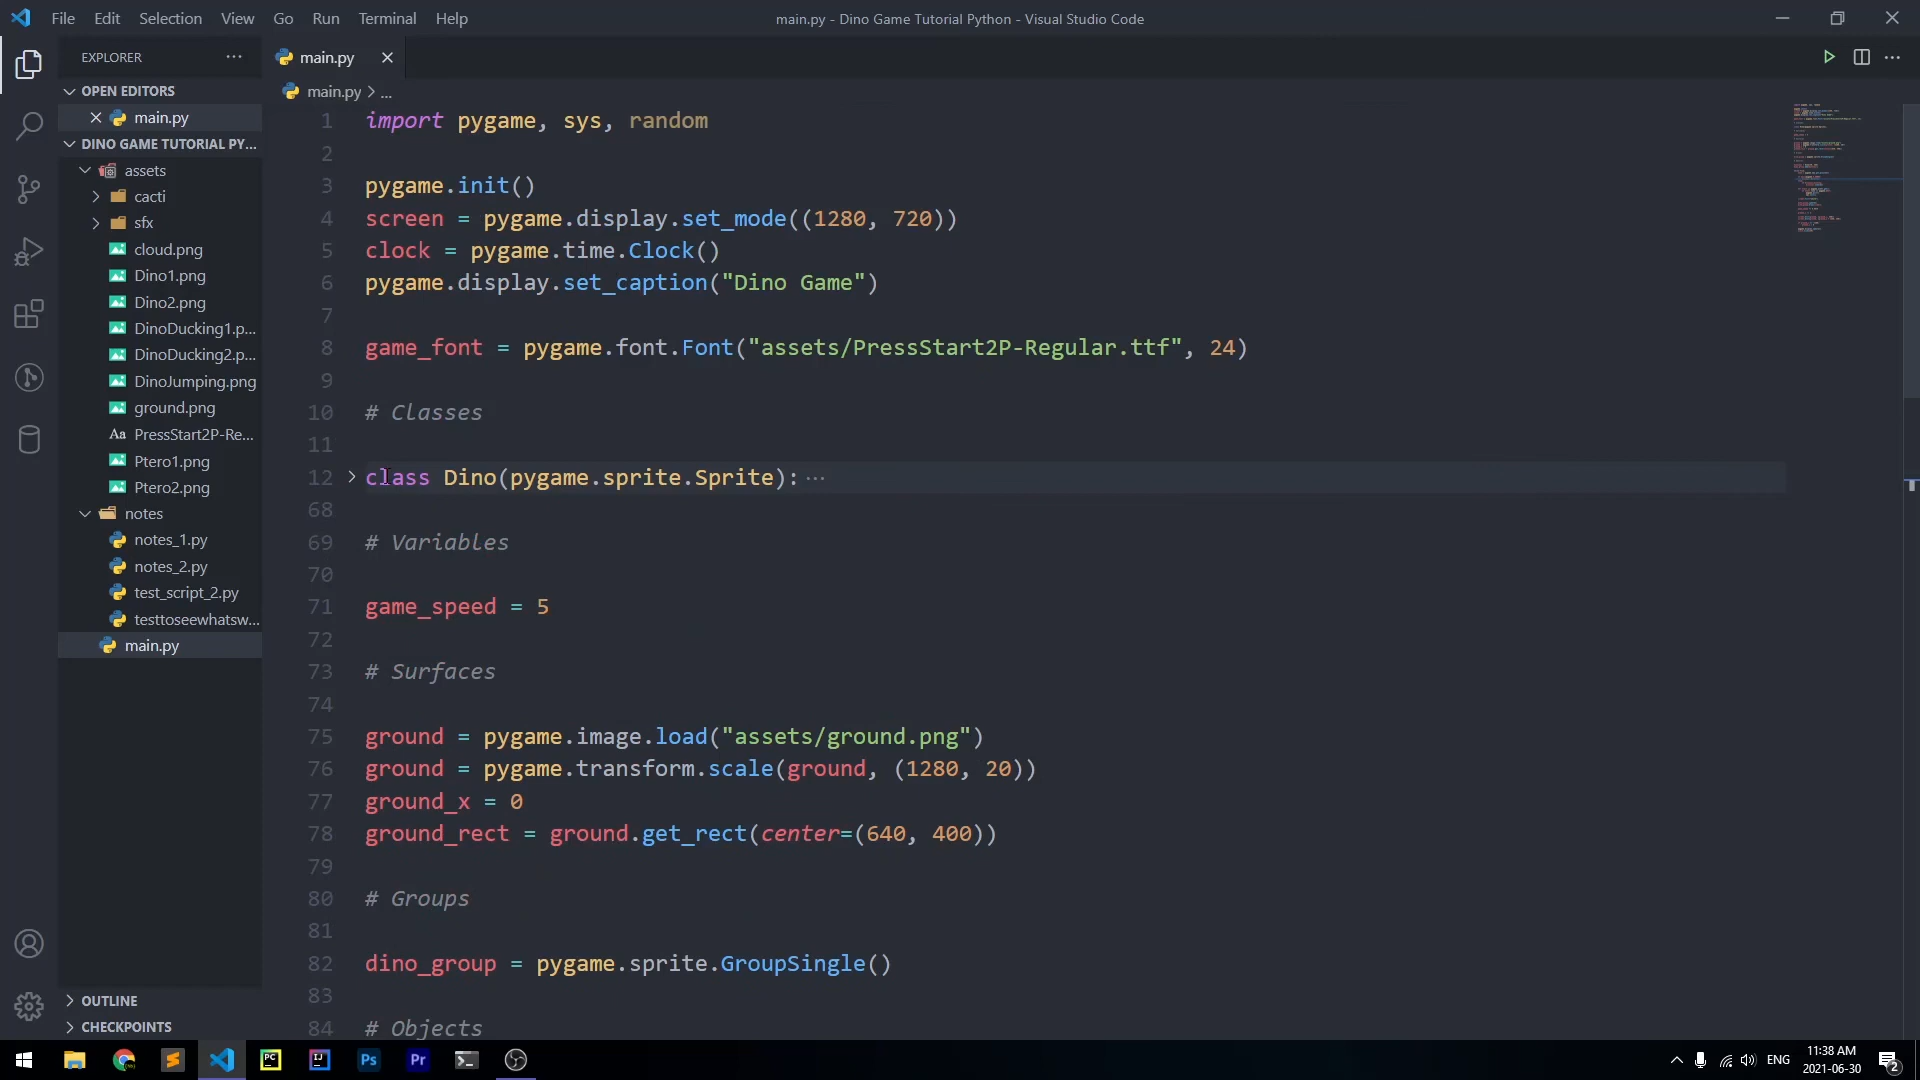 File Edit Selection View Go Run Terminal Help
main.py - Dino Game Tutorial Python - Visual Studio Code
EXPLORER
OPEN EDITORS
main.py
DINO GAME TUTORIAL PY...
assets
cacti
sfx
cloud.png
Dino1.png
Dino2.png
DinoDucking1.p...
DinoDucking2.p...
DinoJumping.png
ground.png
Aa PressStart2P-Re...
Ptero1.png
Ptero2.png
notes
notes_1.py
notes_2.py
test_script_2.py
testtoseewhatsw...
main.py
OUTLINE
CHECKPOINTS
main.py
main.py > ...
1 import pygame, sys, random
2
3 pygame.init()
4 screen = pygame.display.set_mode((1280, 720))
5 clock = pygame.time.Clock()
6 pygame.display.set_caption("Dino Game")
7
8 game_font = pygame.font.Font("assets/PressStart2P-Regular.ttf", 24)
9
10 # Classes
11
12 class Dino(pygame.sprite.Sprite): ...
68
69 # Variables
70
71 game_speed = 5
72
73 # Surfaces
74
75 ground = pygame.image.load("assets/ground.png")
76 ground = pygame.transform.scale(ground, (1280, 20))
77 ground_x = 0
78 ground_rect = ground.get_rect(center=(640, 400))
79
80 # Groups
81
82 dino_group = pygame.sprite.GroupSingle()
83
84 # Objects
PC
IJ
Ps
Pr
ENG
11:38 AM
2021-06-30
2